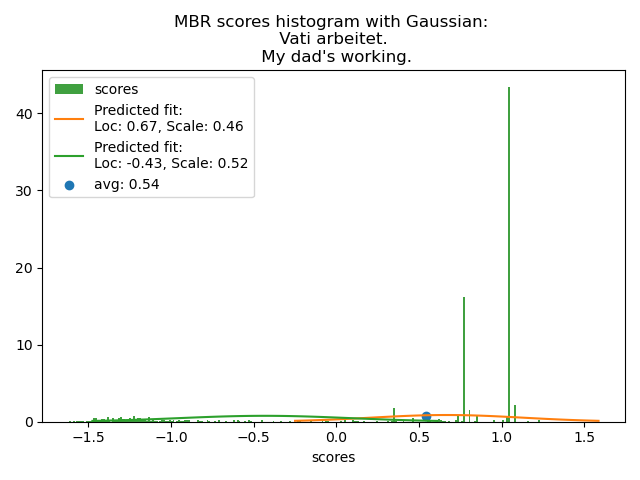 MBR scores histogram with Gaussian:
Vati arbeitet.
My dad's working.
scores
Predicted fit:
Loc: 0.67, Scale: 0.46
Predicted fit:
Loc: -0.43, Scale: 0.52
avg: 0.54
40
30
20
10
0
−1.5 −1.0 −0.5 0.0 0.5 1.0 1.5
scores